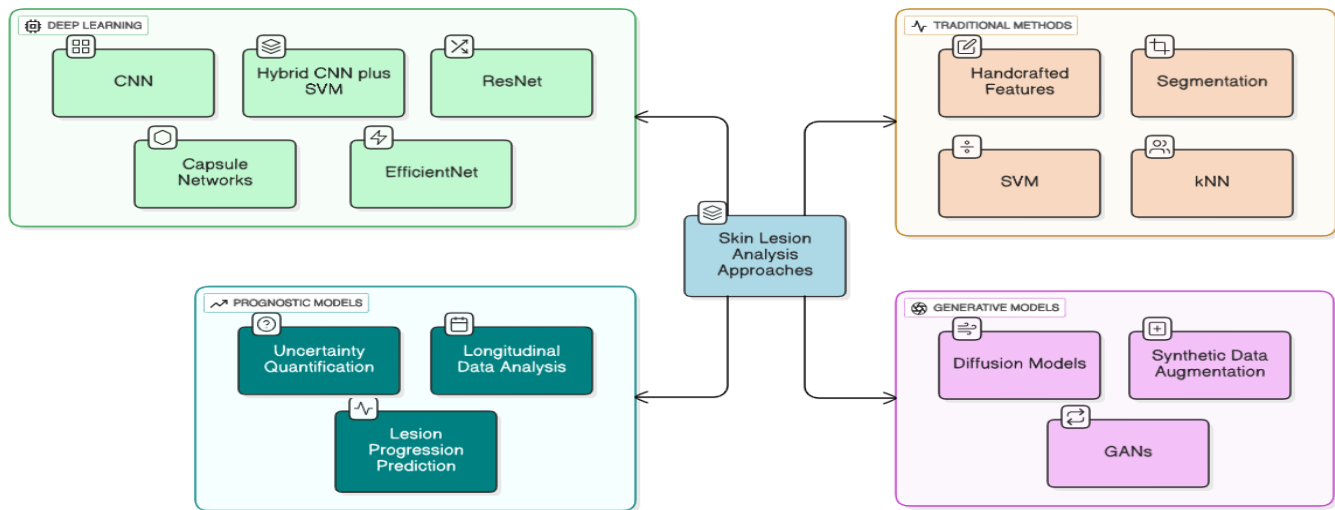 DEEP LEARNING
CNN
Hybrid CNN plus
SVM
ResNet
Capsule
Networks
EfficientNet
TRADITIONAL METHODS
Handcrafted
Features
Segmentation
SVM
kNN
Skin Lesion
Analysis
Approaches
PROGNOSTIC MODELS
Uncertainty
Quantification
Longitudinal
Data Analysis
Lesion
Progression
Prediction
GENERATIVE MODELS
Diffusion Models
Synthetic Data
Augmentation
GANs